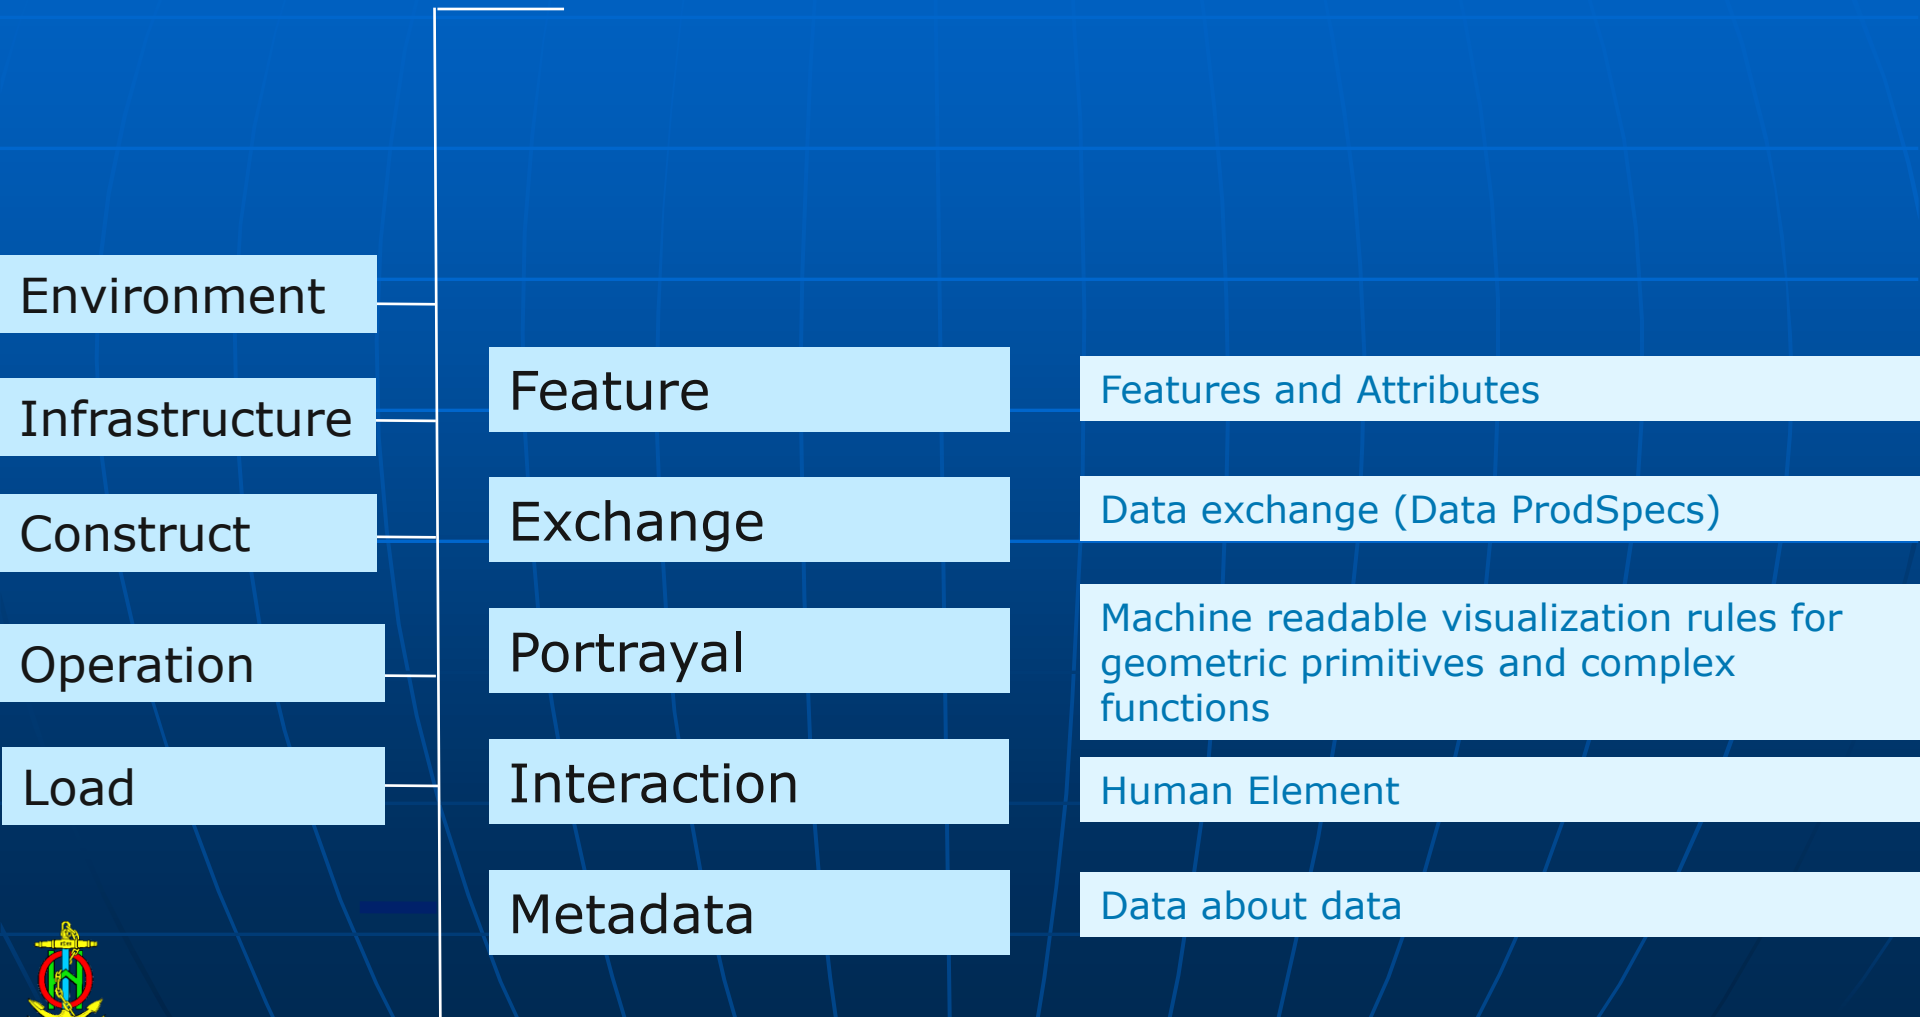 Environment
Infrastructure
Construct
Operation
Load
Feature
Exchange
Portrayal
Interaction
Metadata
Features and Attributes
Data exchange (Data ProdSpecs)
Machine readable visualization rules for
geometric primitives and complex
functions
Human Element
Data about data